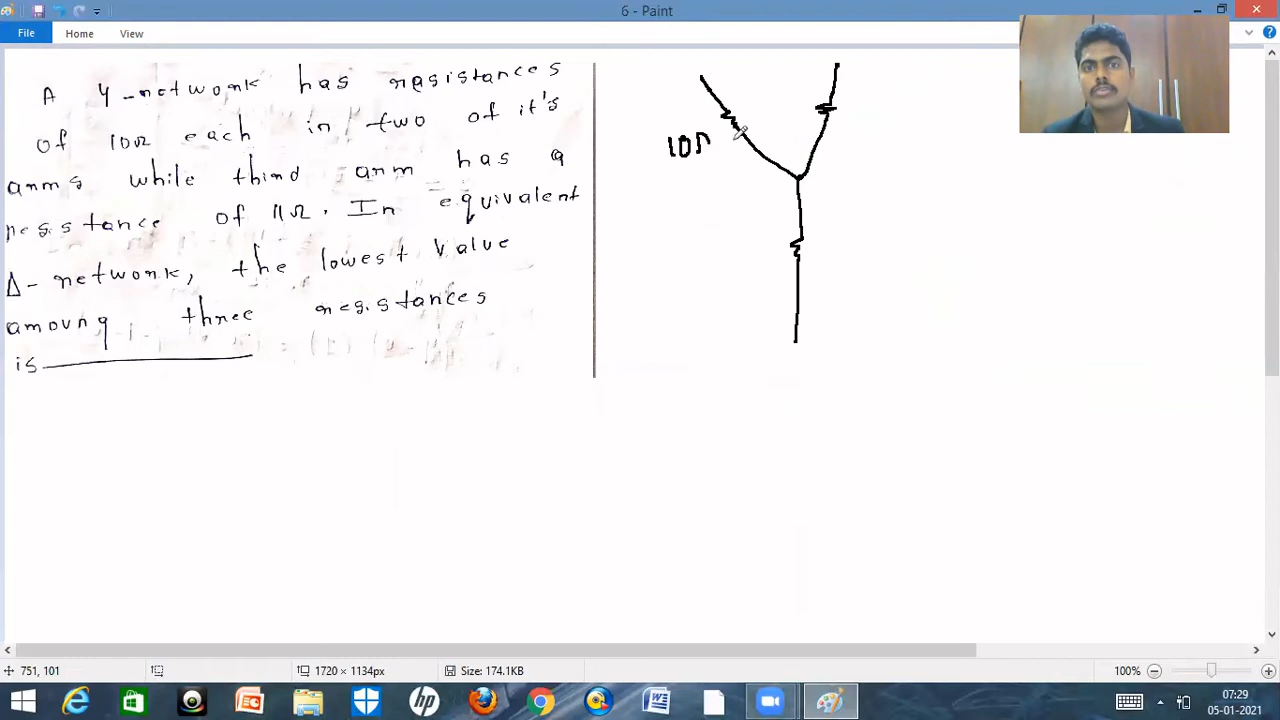 6 - Paint
File Home View
A Y-network has resistances
of 10Ω each in two of it's
arms while third arm has a
resistance of 11Ω. In equivalent
Δ- network, the lowest value
amoung three resistances
is
10Ω
751, 101
1720 × 1134px
Size: 174.1KB
100%
07:29
05-01-2021